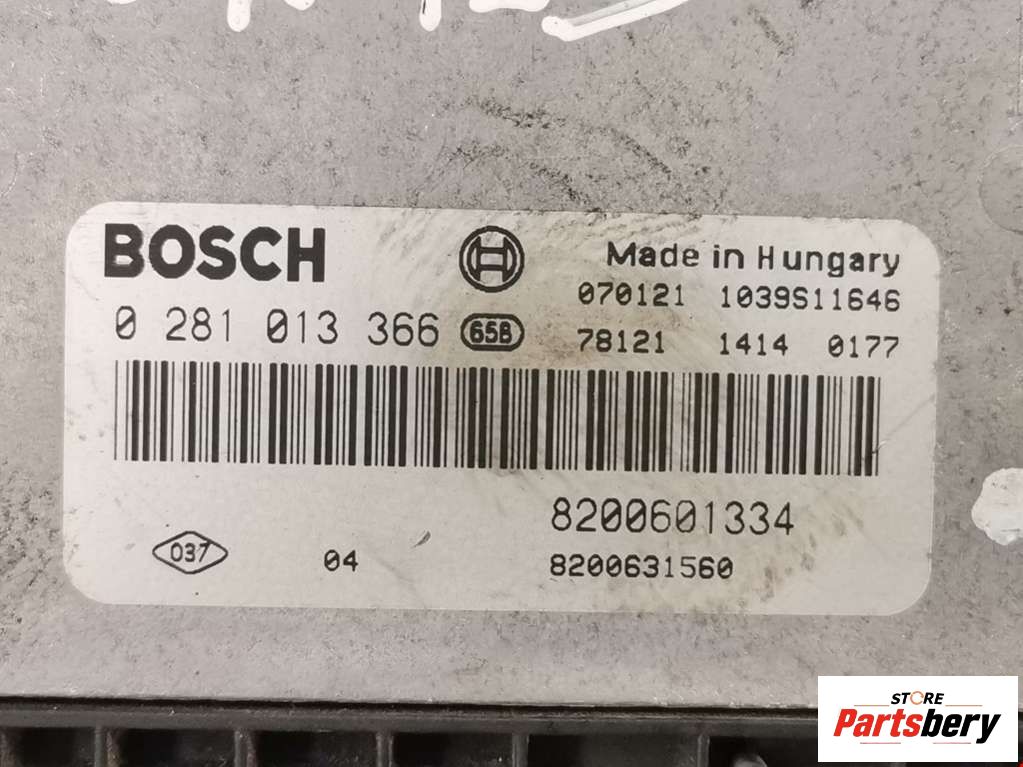 BOSCH
Made in Hungary
070121 1039S11646
0 281 013 366 65B
78121 1414 0177
8200601334
037 04 8200631560
STORE
Partsbery